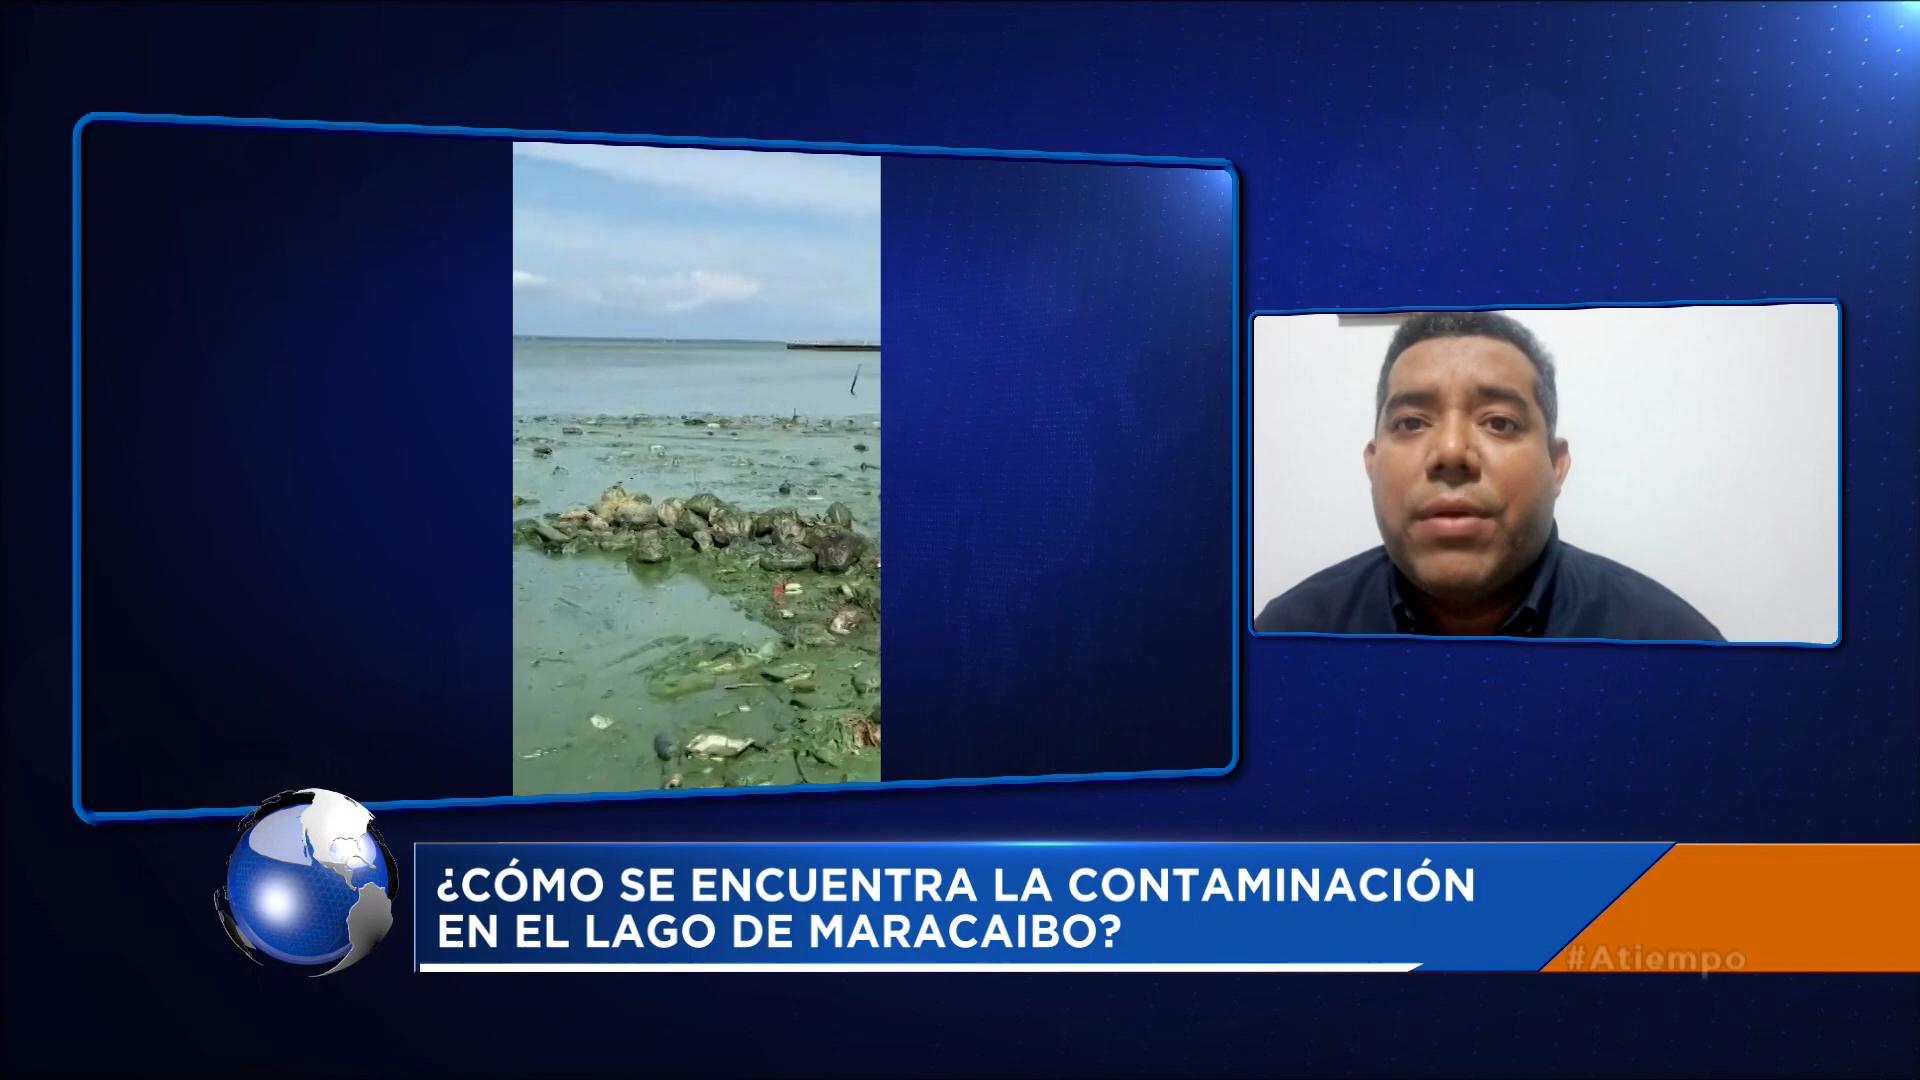 ¿CÓMO SE ENCUENTRA LA CONTAMINACIÓN
EN EL LAGO DE MARACAIBO?
#Atiempo